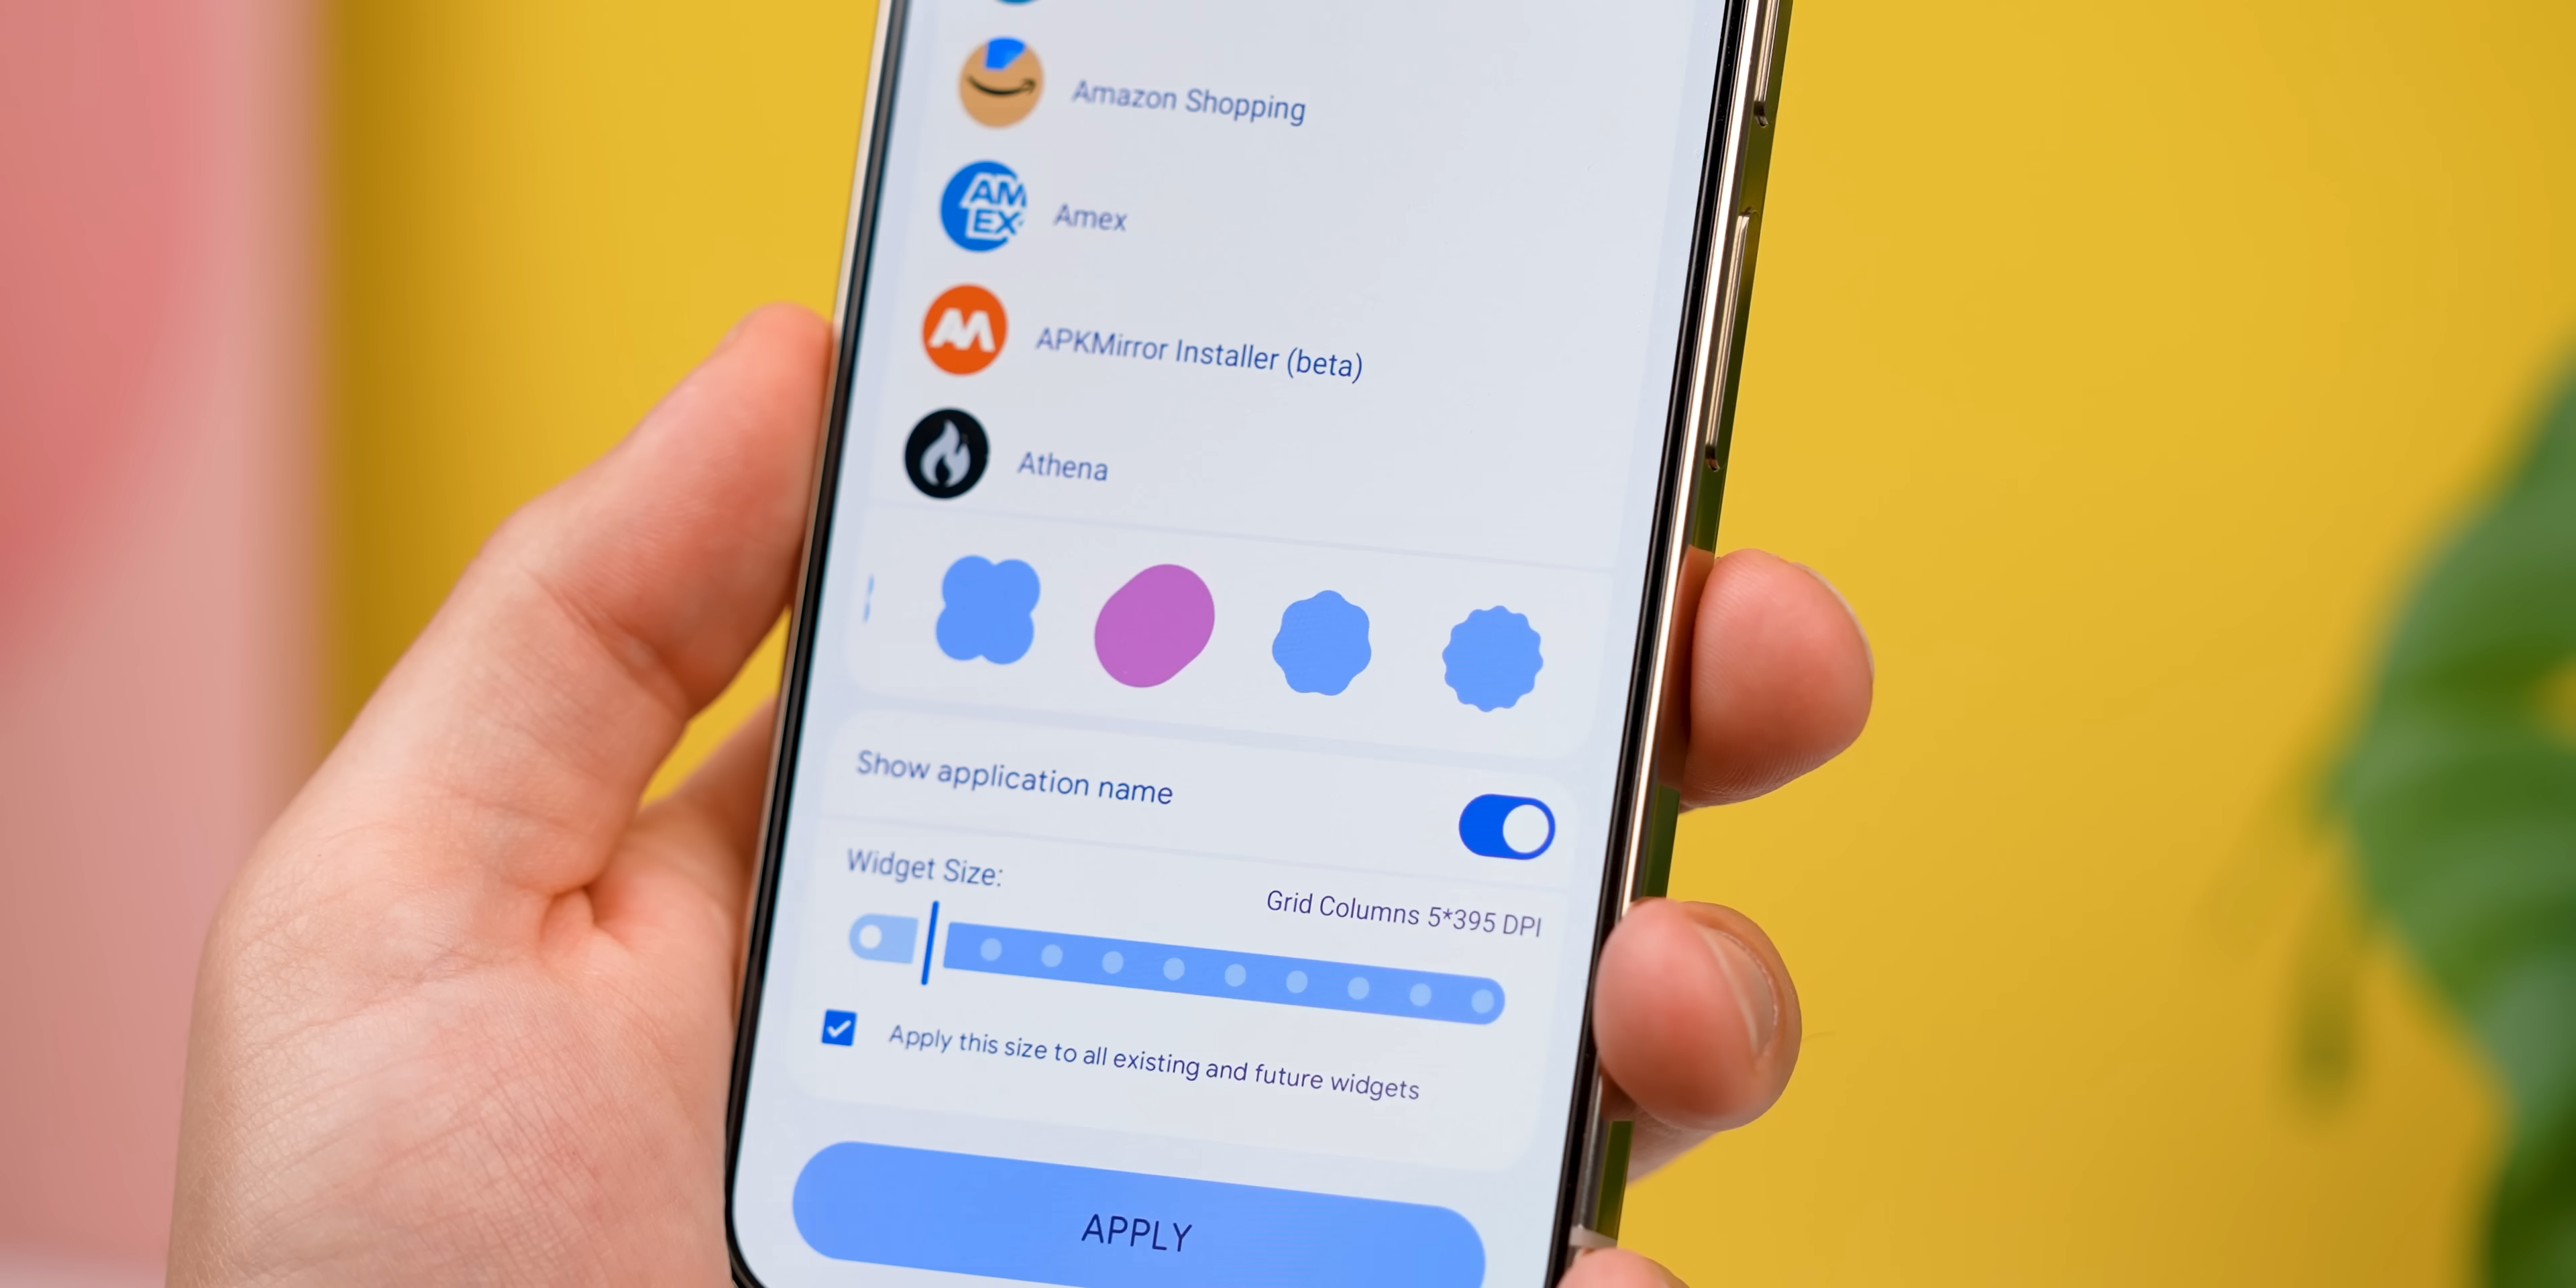 Amazon Shopping
AM
EX
Amex
APKMirror Installer (beta)
Athena
Show application name
Widget Size:
Grid Columns 5*395 DPI
Apply this size to all existing and future widgets
APPLY